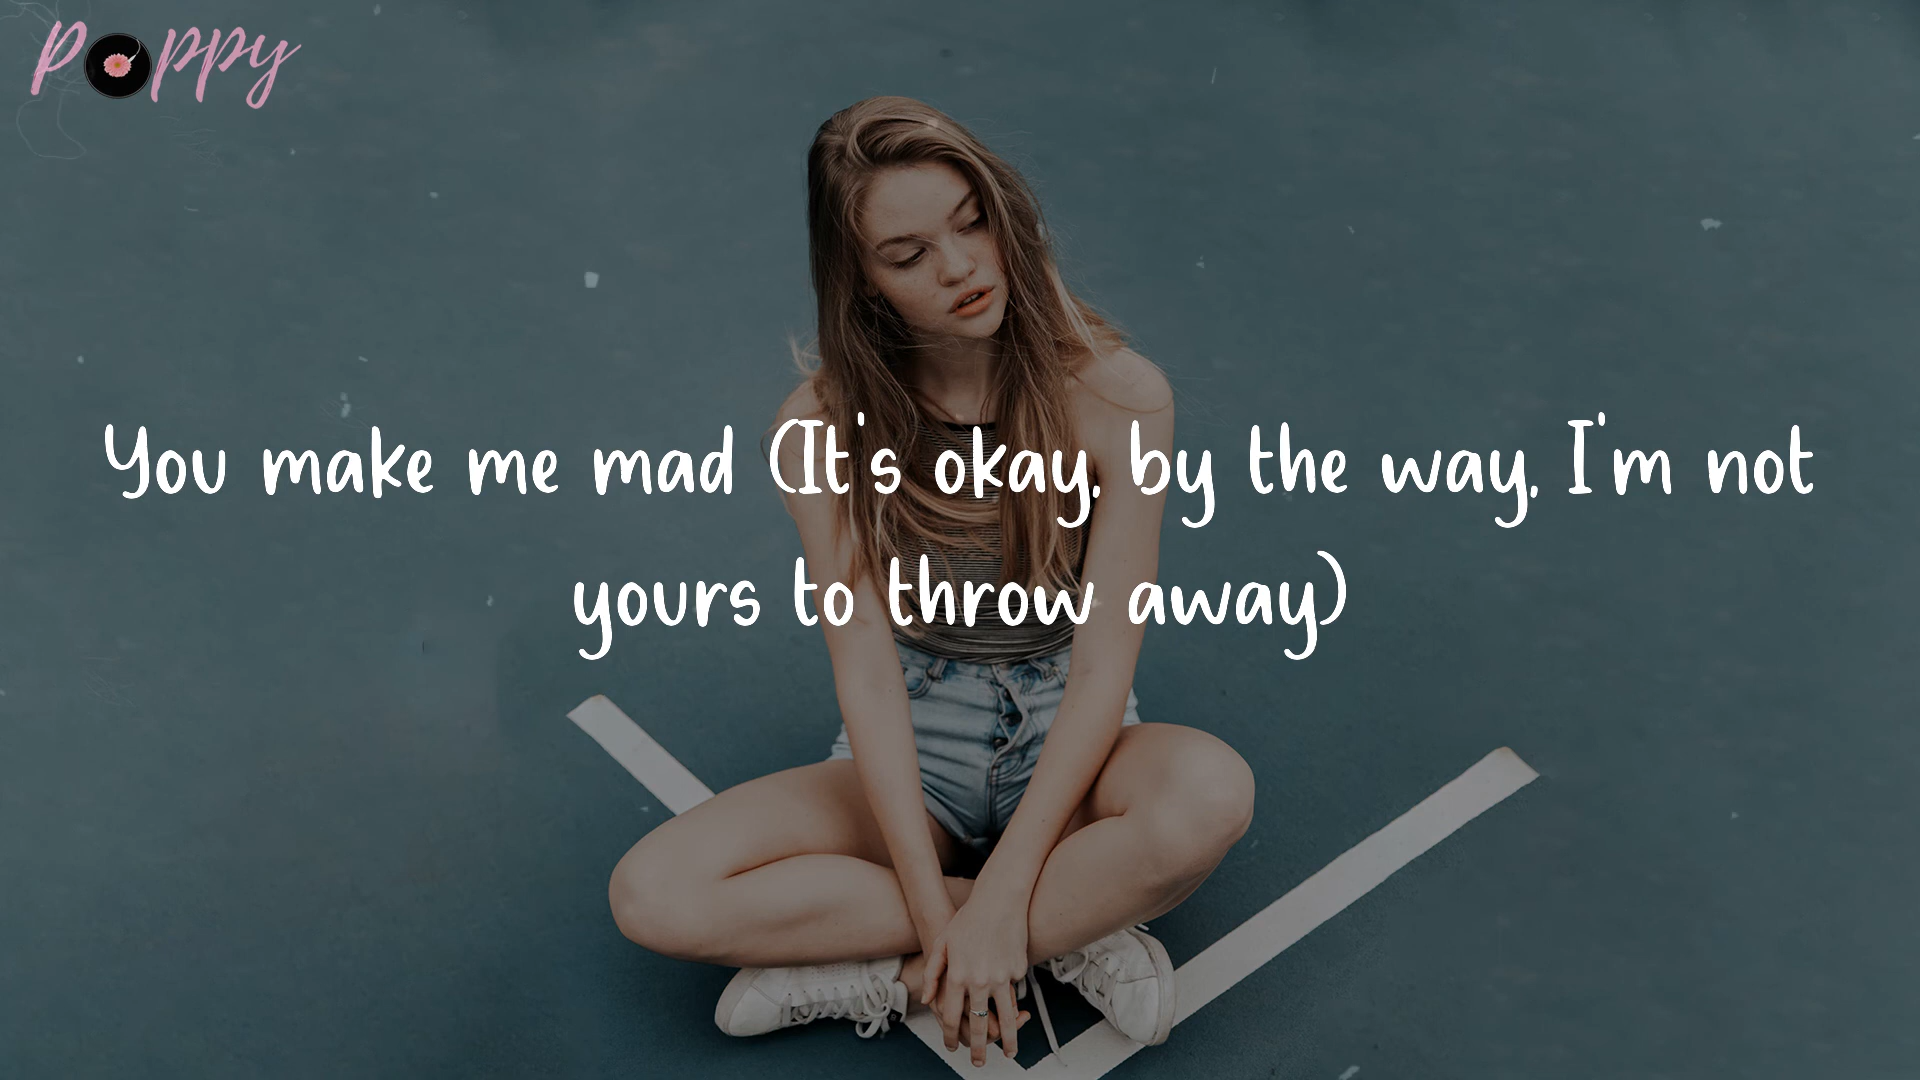 Poppy
You make me mad (It's okay, by the way, I'm not
yours to throw away)